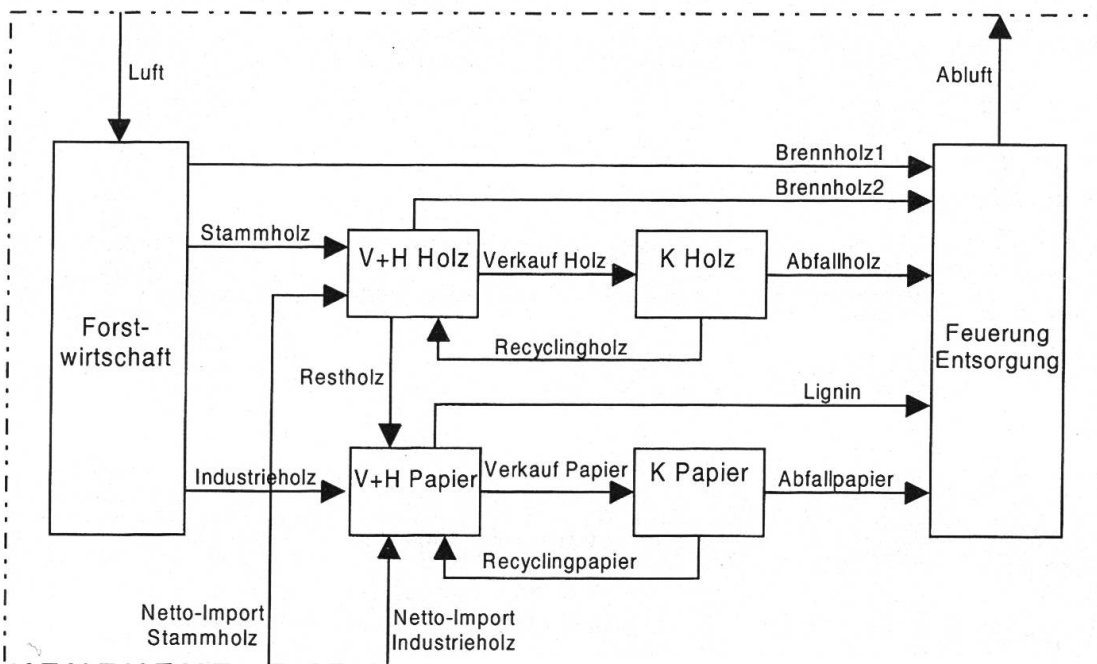 Luft
Abluft
Brennholz1
Brennholz2
Stammholz
V+H Holz
Verkauf Holz
K Holz
Abfallholz
Forst-
wirtschaft
Feuerung
Entsorgung
Recyclingholz
Restholz
Lignin
Industrieholz
V+H Papier
Verkauf Papier
K Papier
Abfallpapier
Recyclingpapier
Netto-Import
Stammholz
Netto-Import
Industrieholz